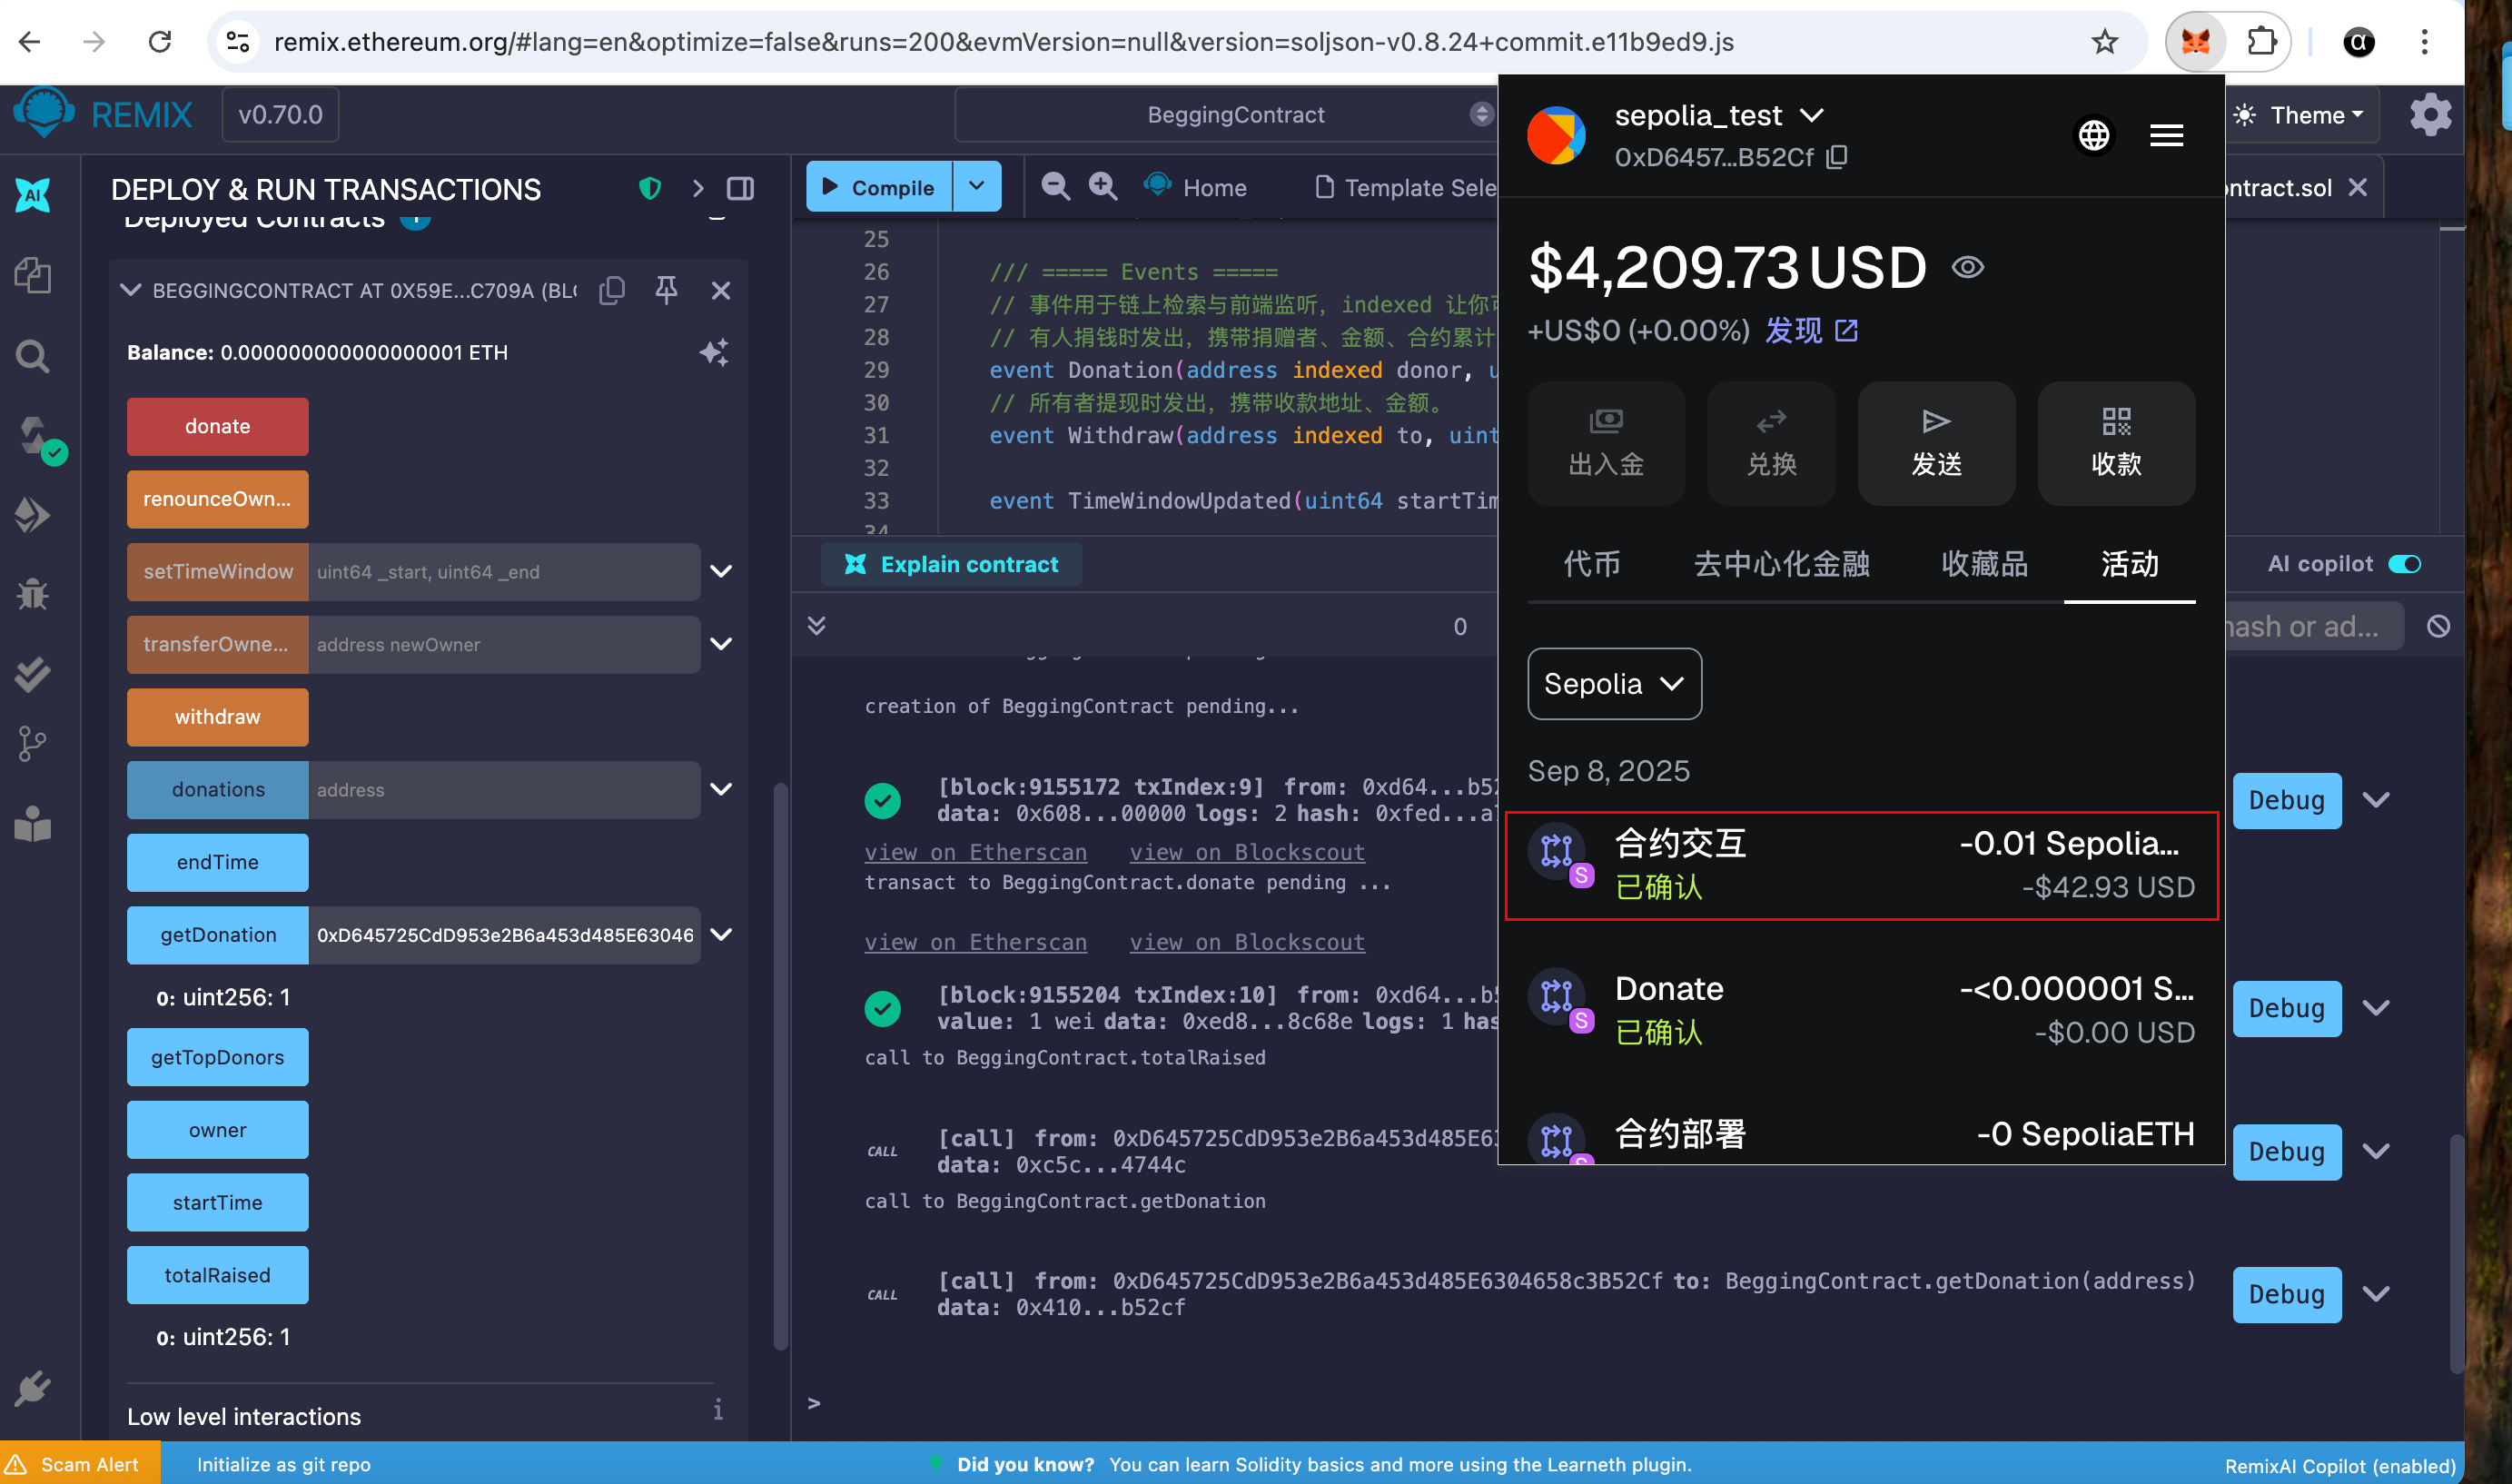 remix.ethereum.org/#lang=en&optimize=false&runs=200&evmVersion=null&version=soljson-v0.8.24+commit.e11b9ed9.js
α
REMIX
v0.70.0
BeggingContract
Theme
DEPLOY & RUN TRANSACTIONS
Deployed Contracts
BEGGINGCONTRACT AT 0X59E...C709A (BL
Balance: 0.000000000000000001 ETH
donate
renounceOwn...
setTimeWindow uint64 _start, uint64 _end
transferOwne... address newOwner
withdraw
donations address
endTime
getDonation 0xD645725CdD953e2B6a453d485E63046
0: uint256: 1
getTopDonors
owner
startTime
totalRaised
0: uint256: 1
Low level interactions
i
AI
Compile
Home
Template Sele
ontract.sol
25
26 /// ===== Events =====
27 // 事件用于链上检索与前端监听，indexed 让你
28 // 有人捐钱时发出，携带捐赠者、金额、合约累计
29 event Donation(address indexed donor, u
30 // 所有者提现时发出，携带收款地址、金额。
31 event Withdraw(address indexed to, uint
32
33 event TimeWindowUpdated(uint64 startTim
34
Explain contract
AI copilot
0
hash or ad...
creation of BeggingContract pending...
[block:9155172 txIndex:9] from: 0xd64...b5
data: 0x608...00000 logs: 2 hash: 0xfed...a
Debug
view on Etherscan view on Blockscout
transact to BeggingContract.donate pending ...
view on Etherscan view on Blockscout
[block:9155204 txIndex:10] from: 0xd64...b
value: 1 wei data: 0xed8...8c68e logs: 1 has
Debug
call to BeggingContract.totalRaised
CALL
[call] from: 0xD645725CdD953e2B6a453d485E63
data: 0xc5c...4744c
Debug
call to BeggingContract.getDonation
CALL
[call] from: 0xD645725CdD953e2B6a453d485E6304658c3B52Cf to: BeggingContract.getDonation(address)
data: 0x410...b52cf
Debug
>
sepolia_test
0xD6457...B52Cf
$4,209.73 USD
+US$0 (+0.00%) 发现
出入金
兑换
发送
收款
代币
去中心化金融
收藏品
活动
Sepolia
Sep 8, 2025
合约交互 -0.01 Sepolia...
已确认 -$42.93 USD
S
Donate -<0.000001 S...
已确认 -$0.00 USD
S
合约部署 -0 SepoliaETH
Scam Alert
Initialize as git repo
Did you know? You can learn Solidity basics and more using the Learneth plugin.
RemixAI Copilot (enabled)